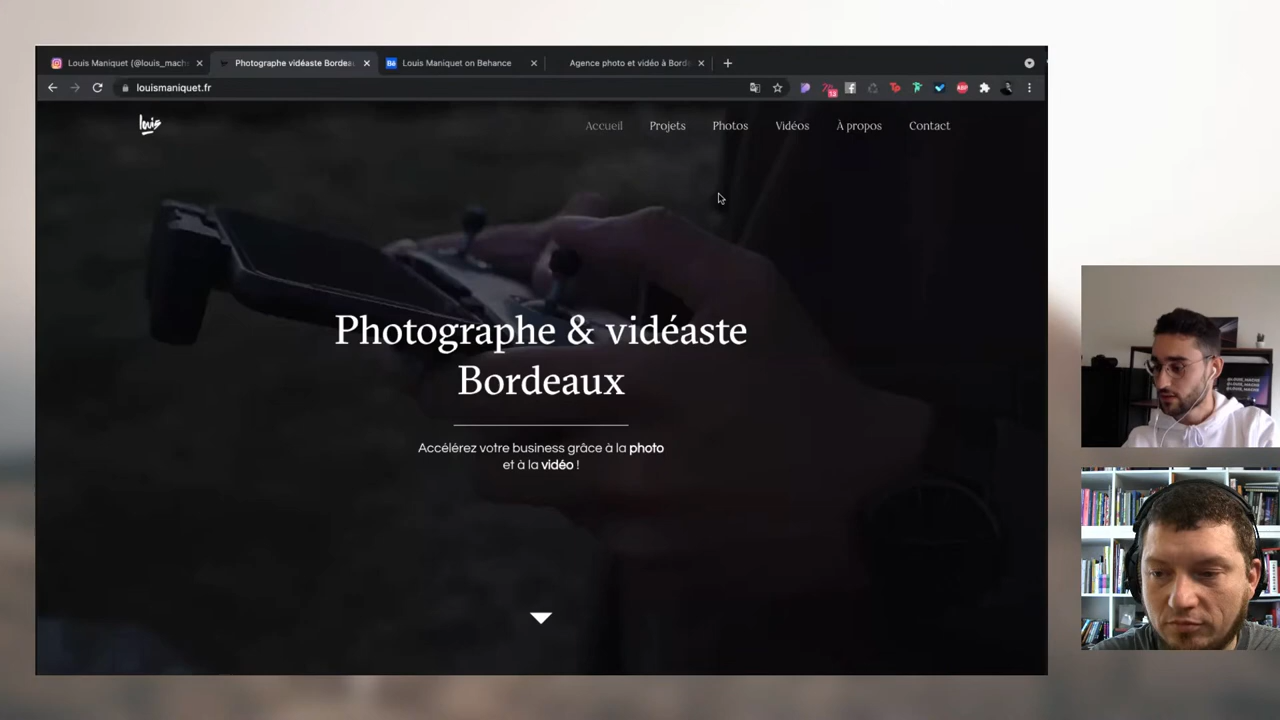 Louis Maniquet (@louis_mach
Photographe vidéaste Bordeau
Bē
Louis Maniquet on Behance
Agence photo et vidéo à Bord
louismaniquet.fr
louis
Accueil
Projets
Photos
Vidéos
À propos
Contact
Photographe & vidéaste
Bordeaux
Accélérez votre business grâce à la photo
et à la vidéo !